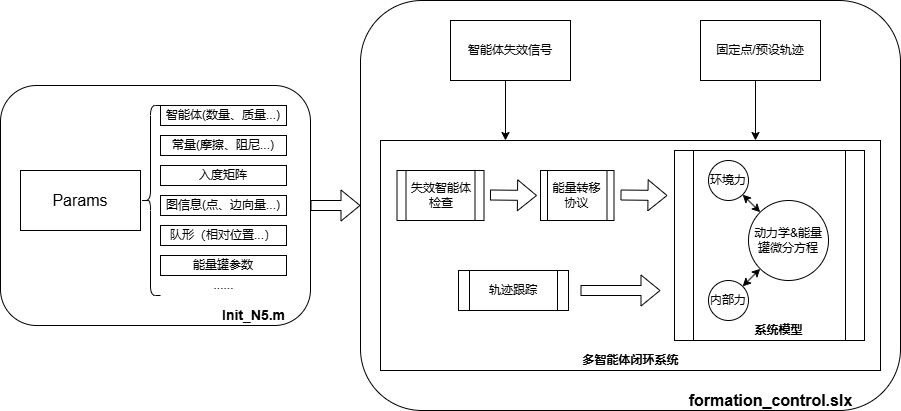 Params
智能体(数量、质量...)
常量(摩擦、阻尼...)
入度矩阵
图信息(点、边向量...)
队形（相对位置...）
能量罐参数
......
Init_N5.m
智能体失效信号
固定点/预设轨迹
失效智能体
检查
能量转移
协议
轨迹跟踪
环境力
动力学&能量
罐微分方程
内部力
系统模型
多智能体闭环系统
formation_control.slx